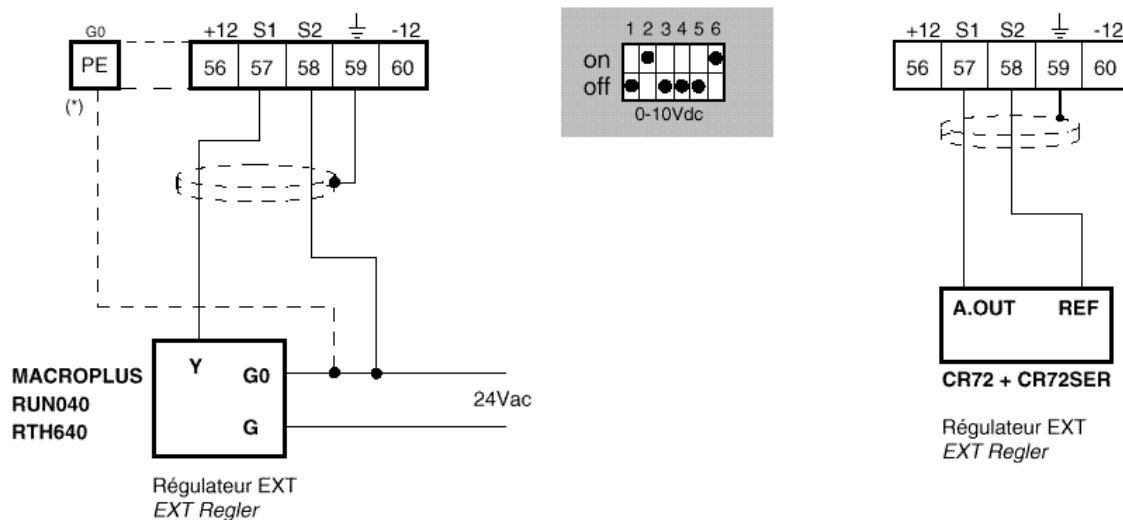 G0
PE
(*)
+12 S1 S2 -12
56 57 58 59 60
Y G0
G
24Vac
MACROPLUS
RUN040
RTH640
Régulateur EXT
EXT Regler
1 2 3 4 5 6
on
off
0-10Vdc
+12 S1 S2 -12
56 57 58 59 60
A.OUT REF
CR72 + CR72SER
Régulateur EXT
EXT Regler